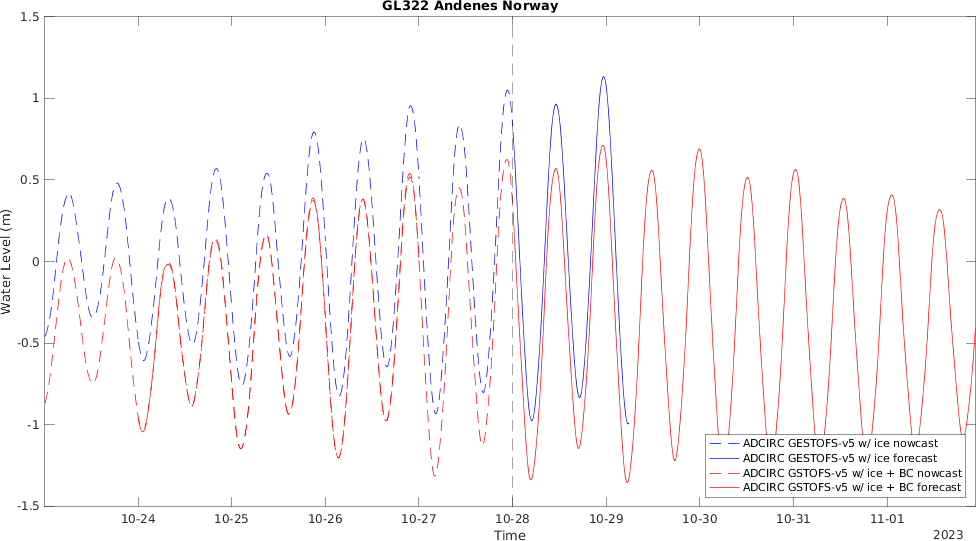 GL322 Andenes Norway
1.5
1
0.5
0
-0.5
-1
-1.5
Water Level (m)
10-24 10-25 10-26 10-27 10-28 10-29 10-30 10-31 11-01
Time
2023
ADCIRC GESTOFS-v5 w/ ice nowcast
ADCIRC GESTOFS-v5 w/ ice forecast
ADCIRC GSTOFS-v5 w/ ice + BC nowcast
ADCIRC GSTOFS-v5 w/ ice + BC forecast